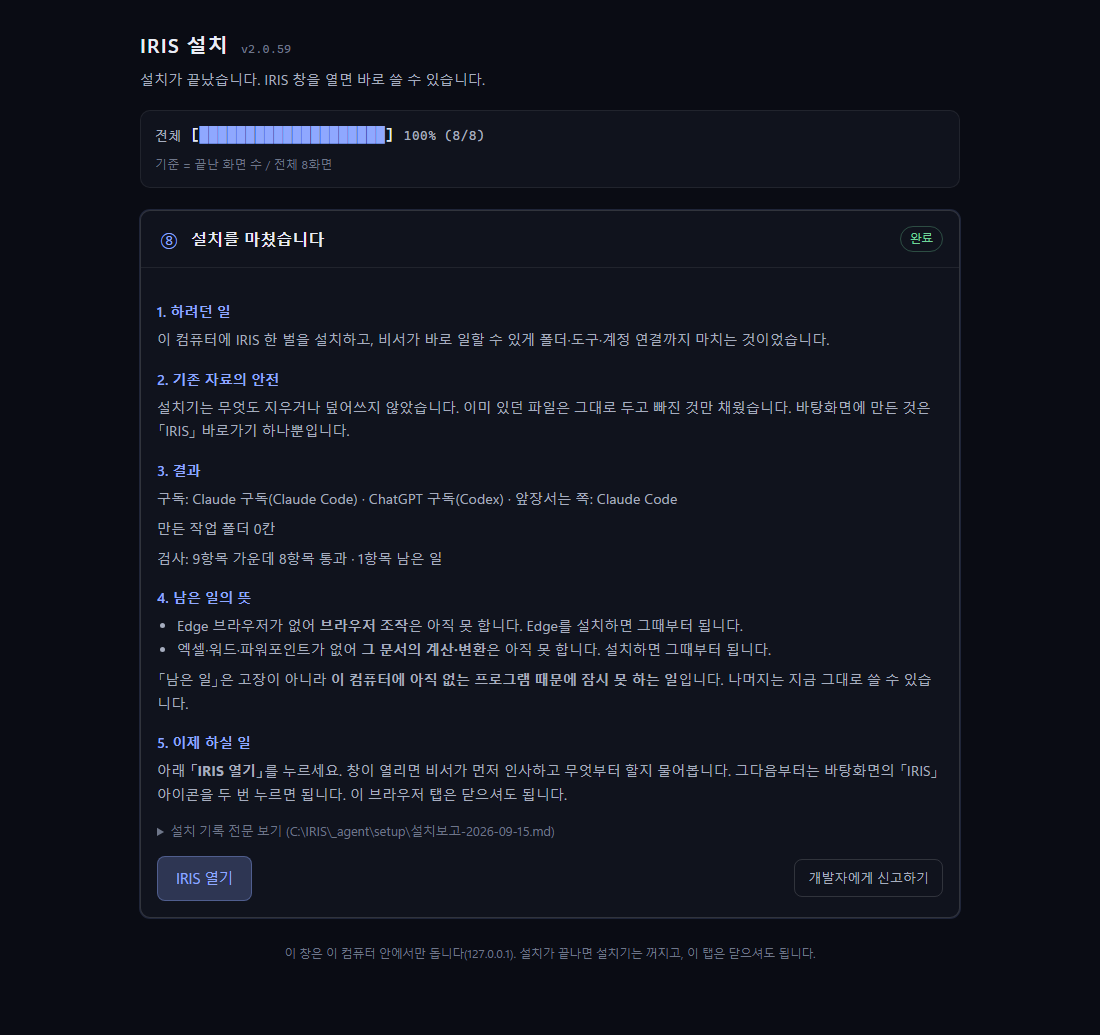 IRIS 설치 v2.0.59
설치가 끝났습니다. IRIS 창을 열면 바로 쓸 수 있습니다.
전체 [████████████████████] 100% (8/8)
기준 = 끝난 화면 수 / 전체 8화면
⑧ 설치를 마쳤습니다 완료
1. 하려던 일
이 컴퓨터에 IRIS 한 벌을 설치하고, 비서가 바로 일할 수 있게 폴더·도구·계정 연결까지 마치는 것이었습니다.
2. 기존 자료의 안전
설치기는 무엇도 지우거나 덮어쓰지 않았습니다. 이미 있던 파일은 그대로 두고 빠진 것만 채웠습니다. 바탕화면에 만든 것은
「IRIS」 바로가기 하나뿐입니다.
3. 결과
구독: Claude 구독(Claude Code) · ChatGPT 구독(Codex) · 앞장서는 쪽: Claude Code
만든 작업 폴더 0칸
검사: 9항목 가운데 8항목 통과 · 1항목 남은 일
4. 남은 일의 뜻
• Edge 브라우저가 없어 브라우저 조작은 아직 못 합니다. Edge를 설치하면 그때부터 됩니다.
• 엑셀·워드·파워포인트가 없어 그 문서의 계산·변환은 아직 못 합니다. 설치하면 그때부터 됩니다.
「남은 일」은 고장이 아니라 이 컴퓨터에 아직 없는 프로그램 때문에 잠시 못 하는 일입니다. 나머지는 지금 그대로 쓸 수 있습
니다.
5. 이제 하실 일
아래 「IRIS 열기」를 누르세요. 창이 열리면 비서가 먼저 인사하고 무엇부터 할지 물어봅니다. 그다음부터는 바탕화면의 「IRIS」
아이콘을 두 번 누르면 됩니다. 이 브라우저 탭은 닫으셔도 됩니다.
▶ 설치 기록 전문 보기 (C:\IRIS\_agent\setup\설치보고-2026-09-15.md)
IRIS 열기 개발자에게 신고하기
이 창은 이 컴퓨터 안에서만 돕니다(127.0.0.1). 설치가 끝나면 설치기는 꺼지고, 이 탭은 닫으셔도 됩니다.